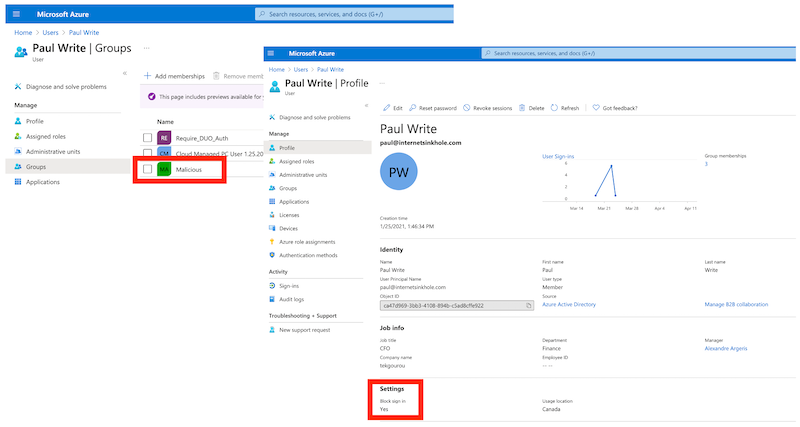 Microsoft Azure
Search resources, services, and docs (G+/)
Home > Users > Paul Write
Paul Write | Groups ...
User
Diagnose and solve problems
Manage
Profile
Assigned roles
Administrative units
Groups
Applications
Add memberships
Remove mem
This page includes previews available for
Name
RE Require_DUO_Auth
CM Cloud Managed PC User 1.25.20
MA Malicious
Microsoft Azure
Search resources, services, and docs (G+/)
Home > Users > Paul Write
Paul Write | Profile ...
User
Diagnose and solve problems
Manage
Profile
Assigned roles
Administrative units
Groups
Applications
Licenses
Devices
Azure role assignments
Authentication methods
Activity
Sign-ins
Audit logs
Troubleshooting + Support
New support request
Edit
Reset password
Revoke sessions
Delete
Refresh
Got feedback?
Paul Write
paul@internetsinkhole.com
PW
User Sign-ins
6
4
2
0
Mar 14
Mar 21
Mar 28
Apr 4
Apr 11
Group memberships
3
Creation time
1/25/2021, 1:46:34 PM
Identity
Name
Paul Write
First name
Paul
Last name
Write
User Principal Name
paul@internetsinkhole.com
User type
Member
Object ID
ca47d969-3bb3-4108-894b-c5ad8cffe922
Source
Azure Active Directory
Manage B2B collaboration
Job info
Job title
CFO
Department
Finance
Manager
Alexandre Argeris
Company name
tekgourou
Employee ID
-- --
Settings
Block sign in
Yes
Usage location
Canada